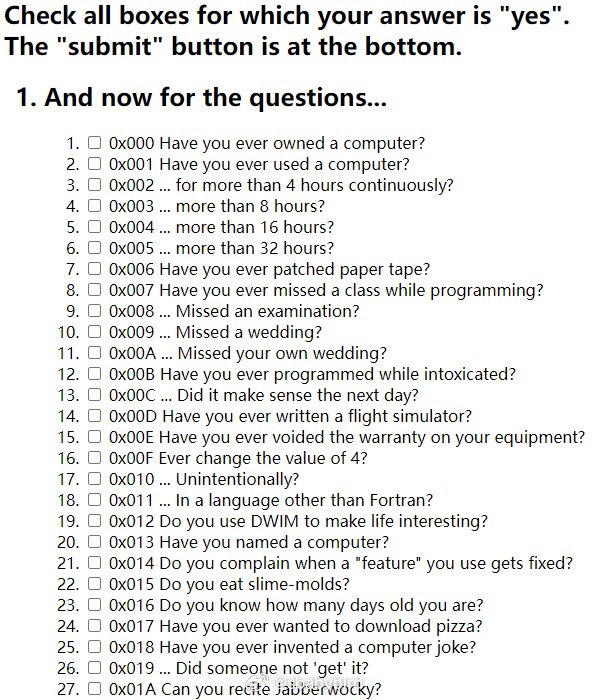 Check all boxes for which your answer is "yes".
The "submit" button is at the bottom.
1. And now for the questions...
1. 0x000 Have you ever owned a computer?
2. 0x001 Have you ever used a computer?
3. 0x002 ... for more than 4 hours continuously?
4. 0x003 ... more than 8 hours?
5. 0x004 ... more than 16 hours?
6. 0x005 ... more than 32 hours?
7. 0x006 Have you ever patched paper tape?
8. 0x007 Have you ever missed a class while programming?
9. 0x008 ... Missed an examination?
10. 0x009 ... Missed a wedding?
11. 0x00A ... Missed your own wedding?
12. 0x00B Have you ever programmed while intoxicated?
13. 0x00C ... Did it make sense the next day?
14. 0x00D Have you ever written a flight simulator?
15. 0x00E Have you ever voided the warranty on your equipment?
16. 0x00F Ever change the value of 4?
17. 0x010 ... Unintentionally?
18. 0x011 ... In a language other than Fortran?
19. 0x012 Do you use DWIM to make life interesting?
20. 0x013 Have you named a computer?
21. 0x014 Do you complain when a "feature" you use gets fixed?
22. 0x015 Do you eat slime-molds?
23. 0x016 Do you know how many days old you are?
24. 0x017 Have you ever wanted to download pizza?
25. 0x018 Have you ever invented a computer joke?
26. 0x019 ... Did someone not 'get' it?
27. 0x01A Can you recite Jabberwocky?